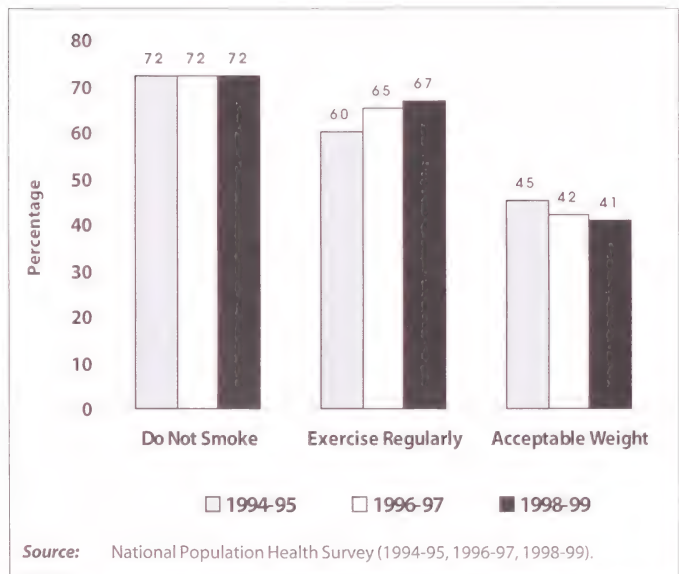 80
70
60
50
40
30
20
10
0
Percentage
72 72 72
60 65 67
45 42 41
Do Not Smoke Exercise Regularly Acceptable Weight
1994-95 1996-97 1998-99
Source: National Population Health Survey (1994-95, 1996-97, 1998-99).